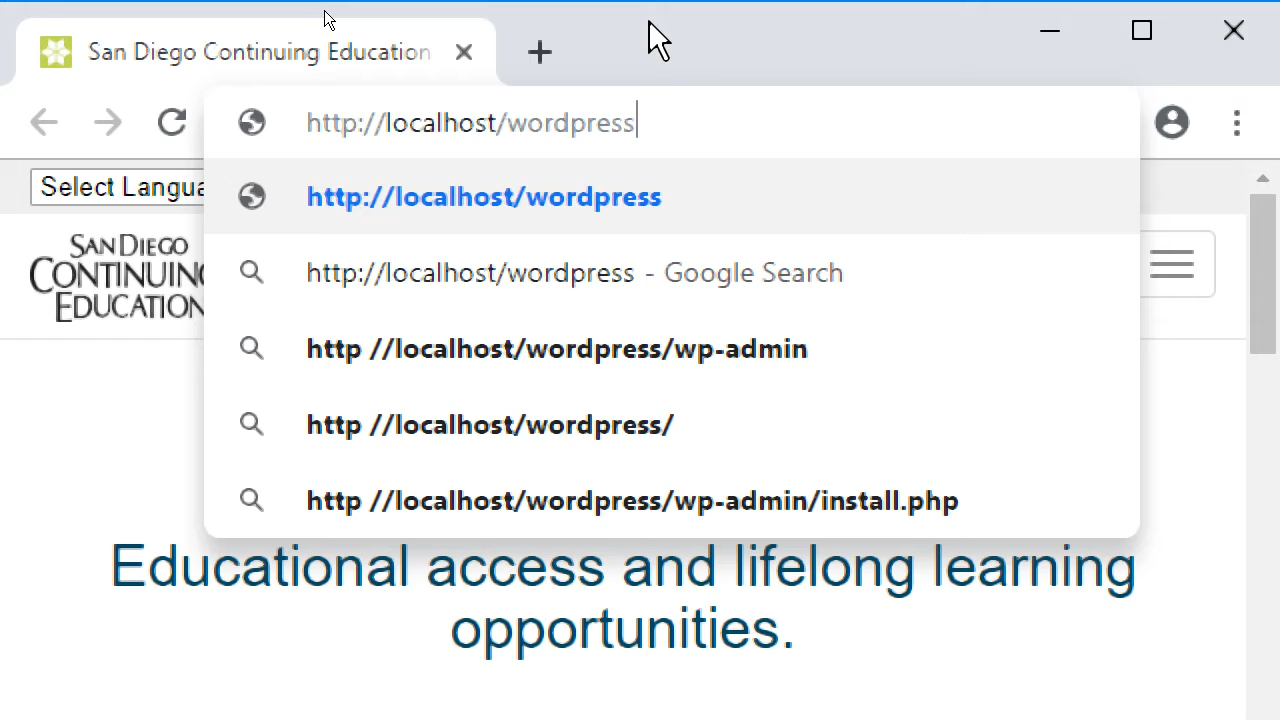 San Diego Continuing Education
http://localhost/wordpress
Select Langua
http://localhost/wordpress
SAN DIEGO
CONTINUING
EDUCATION
http://localhost/wordpress - Google Search
http //localhost/wordpress/wp-admin
http //localhost/wordpress/
http //localhost/wordpress/wp-admin/install.php
Educational access and lifelong learning
opportunities.